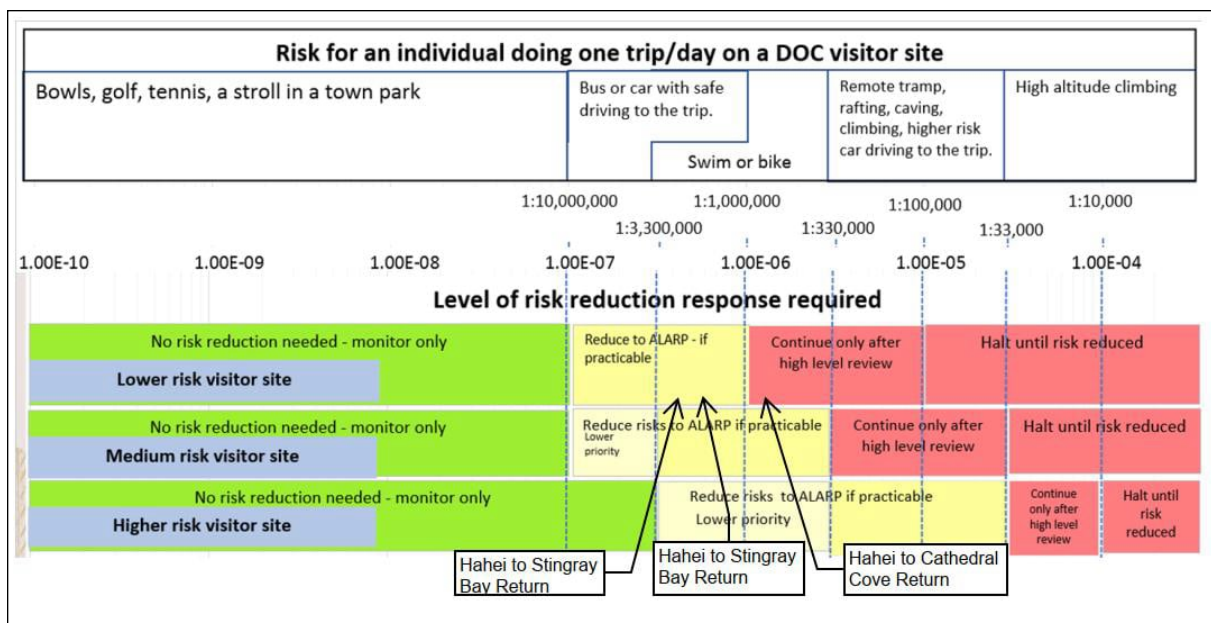 Risk for an individual doing one trip/day on a DOC visitor site
Bowls, golf, tennis, a stroll in a town park
Bus or car with safe
driving to the trip.
Swim or bike
Remote tramp,
rafting, caving,
climbing, higher risk
car driving to the trip.
High altitude climbing
1:10,000,000
1:3,300,000
1:1,000,000
1:330,000
1:100,000
1:33,000
1:10,000
1.00E-10
1.00E-09
1.00E-08
1.00E-07
1.00E-06
1.00E-05
1.00E-04
Level of risk reduction response required
No risk reduction needed - monitor only
Lower risk visitor site
Reduce to ALARP - if
practicable
Continue only after
high level review
Halt until risk reduced
No risk reduction needed - monitor only
Medium risk visitor site
Reduce risks to ALARP if practicable
Lower
priority
Continue only after
high level review
Halt until risk reduced
No risk reduction needed - monitor only
Higher risk visitor site
Reduce risks to ALARP if practicable
Lower priority
Continue
only after
high level
review
Halt until
risk
reduced
Hahei to Stingray
Bay Return
Hahei to Stingray
Bay Return
Hahei to Cathedral
Cove Return